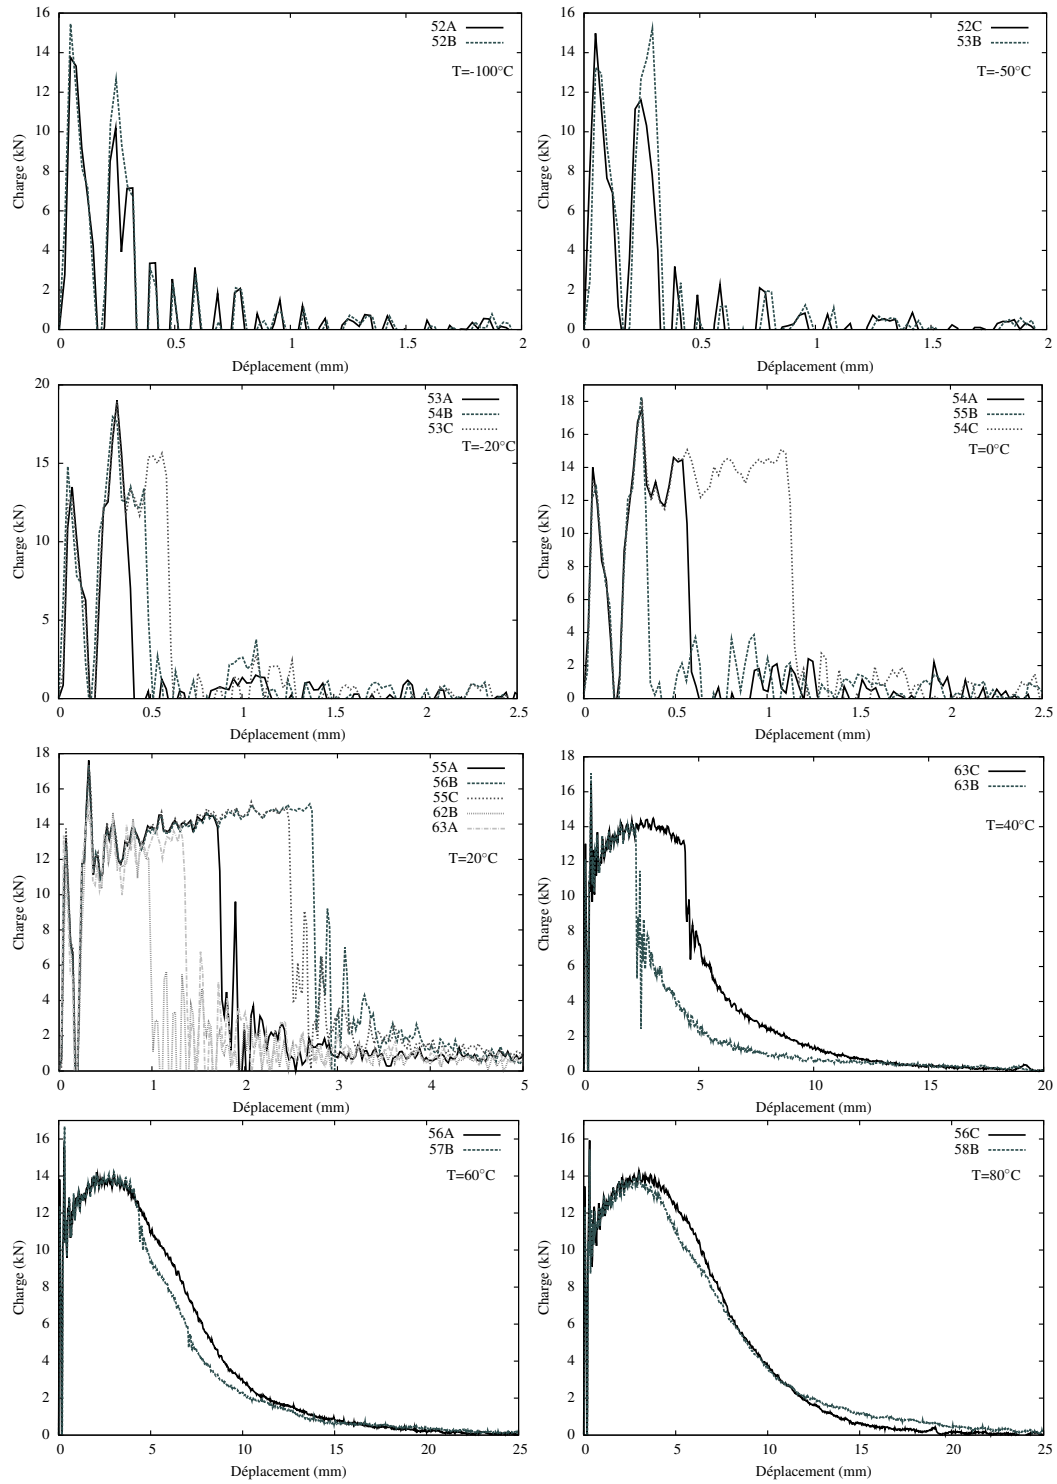 16
14
12
10
8
6
4
2
0
Charge (kN)
52A
52B
T=-100°C
0
0.5
1
1.5
2
Déplacement (mm)
16
14
12
10
8
6
4
2
0
Charge (kN)
52C
53B
T=-50°C
0
0.5
1
1.5
2
Déplacement (mm)
20
15
10
5
0
Charge (kN)
53A
54B
53C
T=-20°C
0
0.5
1
1.5
2
2.5
Déplacement (mm)
18
16
14
12
10
8
6
4
2
0
Charge (kN)
54A
55B
54C
T=0°C
0
0.5
1
1.5
2
2.5
Déplacement (mm)
18
16
14
12
10
8
6
4
2
0
Charge (kN)
55A
56B
55C
62B
63A
T=20°C
0
1
2
3
4
5
Déplacement (mm)
18
16
14
12
10
8
6
4
2
0
Charge (kN)
63C
63B
T=40°C
0
5
10
15
20
Déplacement (mm)
16
14
12
10
8
6
4
2
0
Charge (kN)
56A
57B
T=60°C
0
5
10
15
20
25
Déplacement (mm)
16
14
12
10
8
6
4
2
0
Charge (kN)
56C
58B
T=80°C
0
5
10
15
20
25
Déplacement (mm)